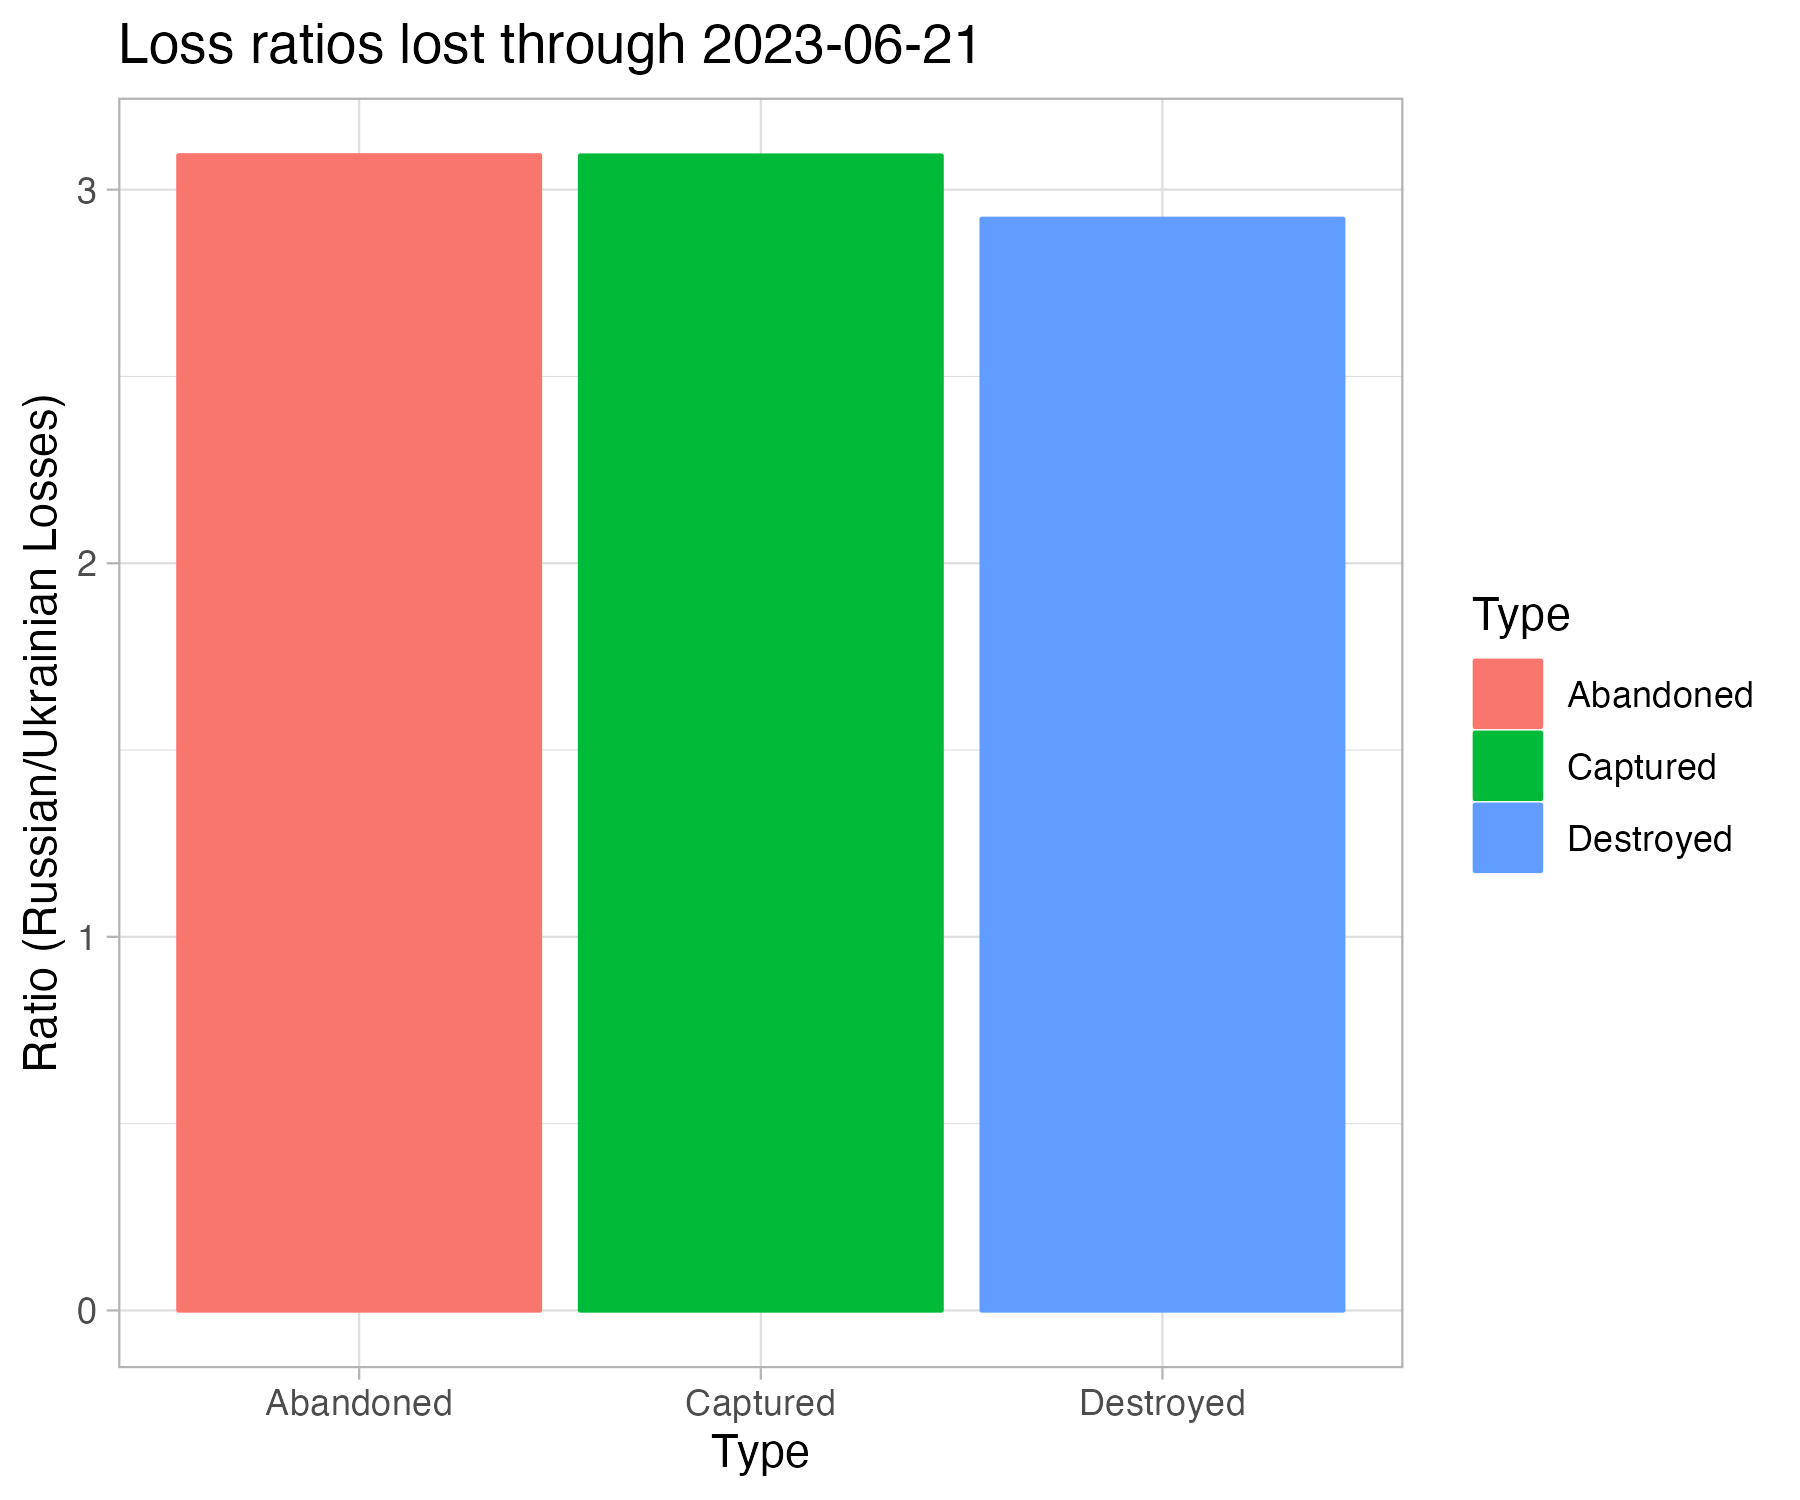 Loss ratios lost through 2023-06-21
Ratio (Russian/Ukrainian Losses)
3
2
1
0
Abandoned
Captured
Destroyed
Type
Type
Abandoned
Captured
Destroyed